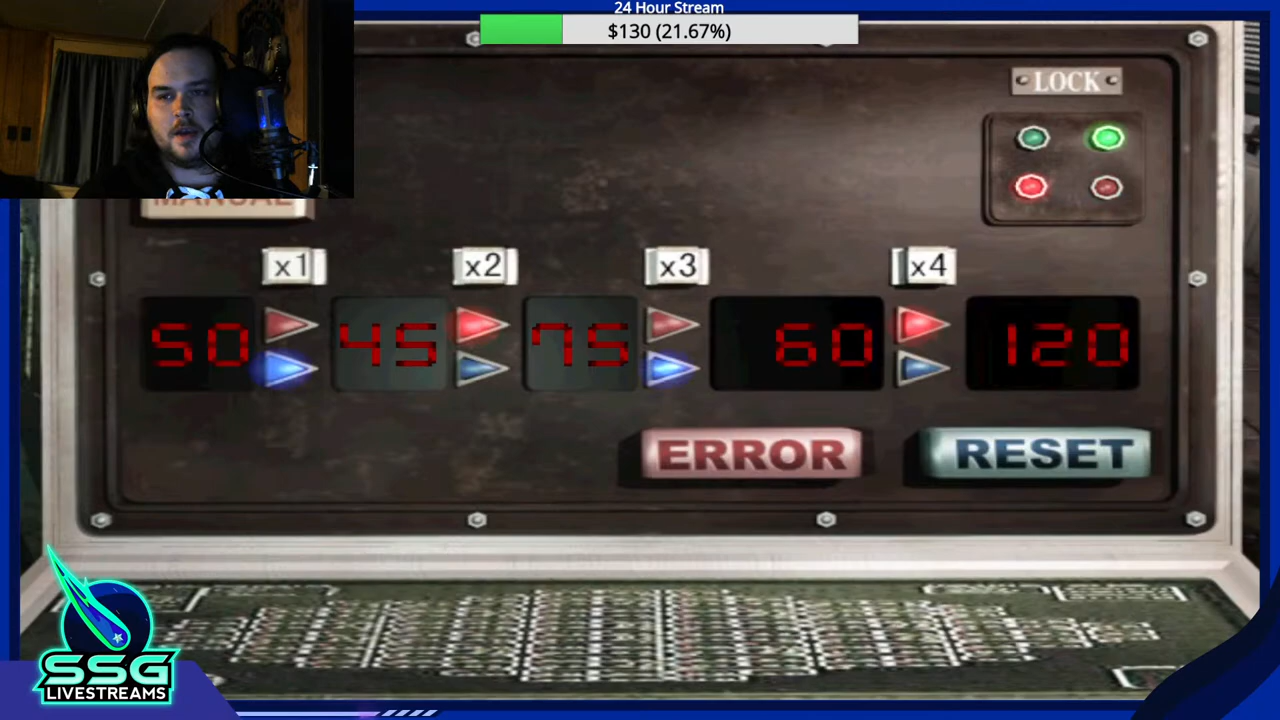 24 Hour Stream
$130 (21.67%)
LOCK
MANUAL
x1 x2 x3 x4
50 45 75 60 120
ERROR RESET
SSG
LIVESTREAMS